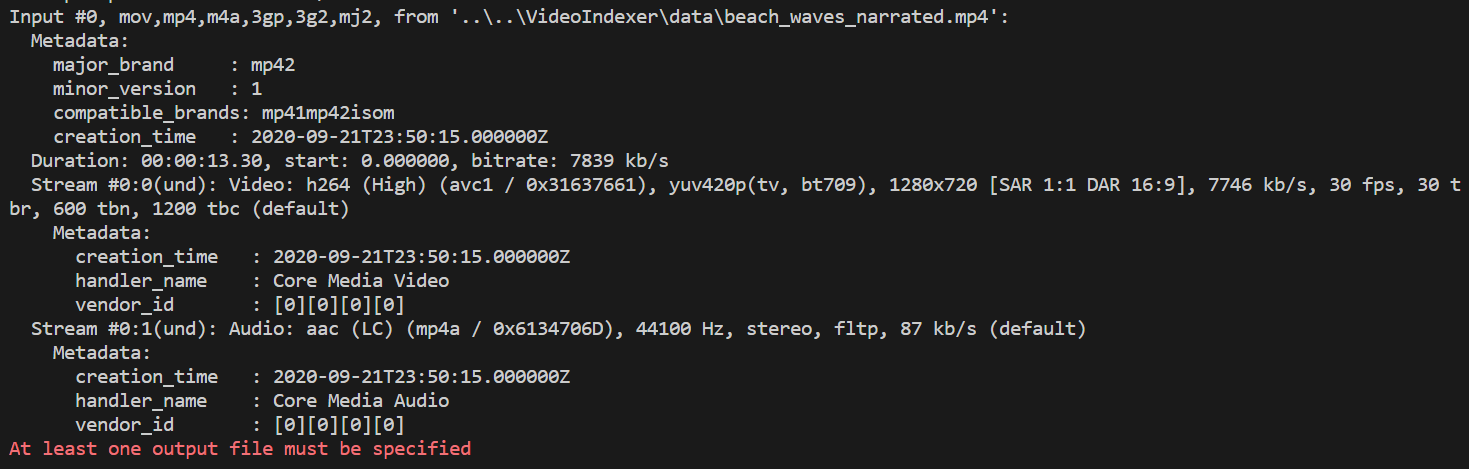 Input #0, mov,mp4,m4a,3gp,3g2,mj2, from '..\..\VideoIndexer\data\beach_waves_narrated.mp4':
  Metadata:
    major_brand     : mp42
    minor_version   : 1
    compatible_brands: mp41mp42isom
    creation_time   : 2020-09-21T23:50:15.000000Z
  Duration: 00:00:13.30, start: 0.000000, bitrate: 7839 kb/s
  Stream #0:0(und): Video: h264 (High) (avc1 / 0x31637661), yuv420p(tv, bt709), 1280x720 [SAR 1:1 DAR 16:9], 7746 kb/s, 30 fps, 30 t
br, 600 tbn, 1200 tbc (default)
    Metadata:
      creation_time   : 2020-09-21T23:50:15.000000Z
      handler_name    : Core Media Video
      vendor_id       : [0][0][0][0]
  Stream #0:1(und): Audio: aac (LC) (mp4a / 0x6134706D), 44100 Hz, stereo, fltp, 87 kb/s (default)
    Metadata:
      creation_time   : 2020-09-21T23:50:15.000000Z
      handler_name    : Core Media Audio
      vendor_id       : [0][0][0][0]
At least one output file must be specified